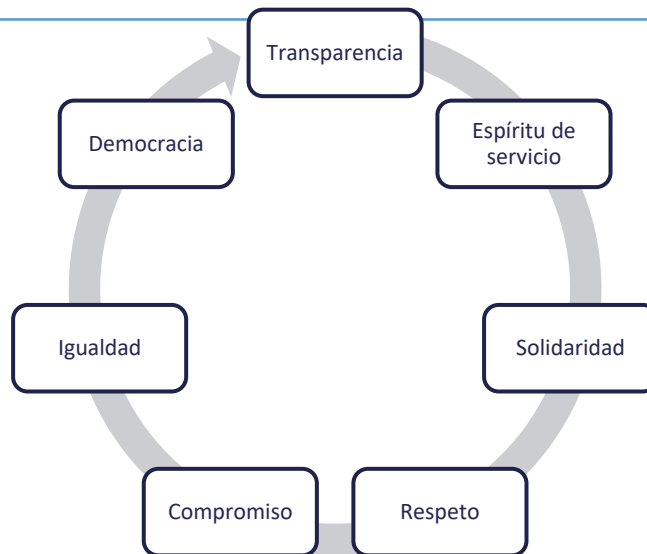 Transparencia
Espíritu de
servicio
Solidaridad
Respeto
Compromiso
Igualdad
Democracia